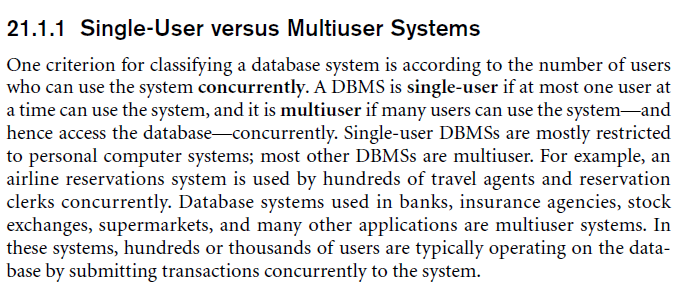 21.1.1 Single-User versus Multiuser Systems
One criterion for classifying a database system is according to the number of users
who can use the system concurrently. A DBMS is single-user if at most one user at
a time can use the system, and it is multiuser if many users can use the system—and
hence access the database—concurrently. Single-user DBMSs are mostly restricted
to personal computer systems; most other DBMSs are multiuser. For example, an
airline reservations system is used by hundreds of travel agents and reservation
clerks concurrently. Database systems used in banks, insurance agencies, stock
exchanges, supermarkets, and many other applications are multiuser systems. In
these systems, hundreds or thousands of users are typically operating on the data-
base by submitting transactions concurrently to the system.